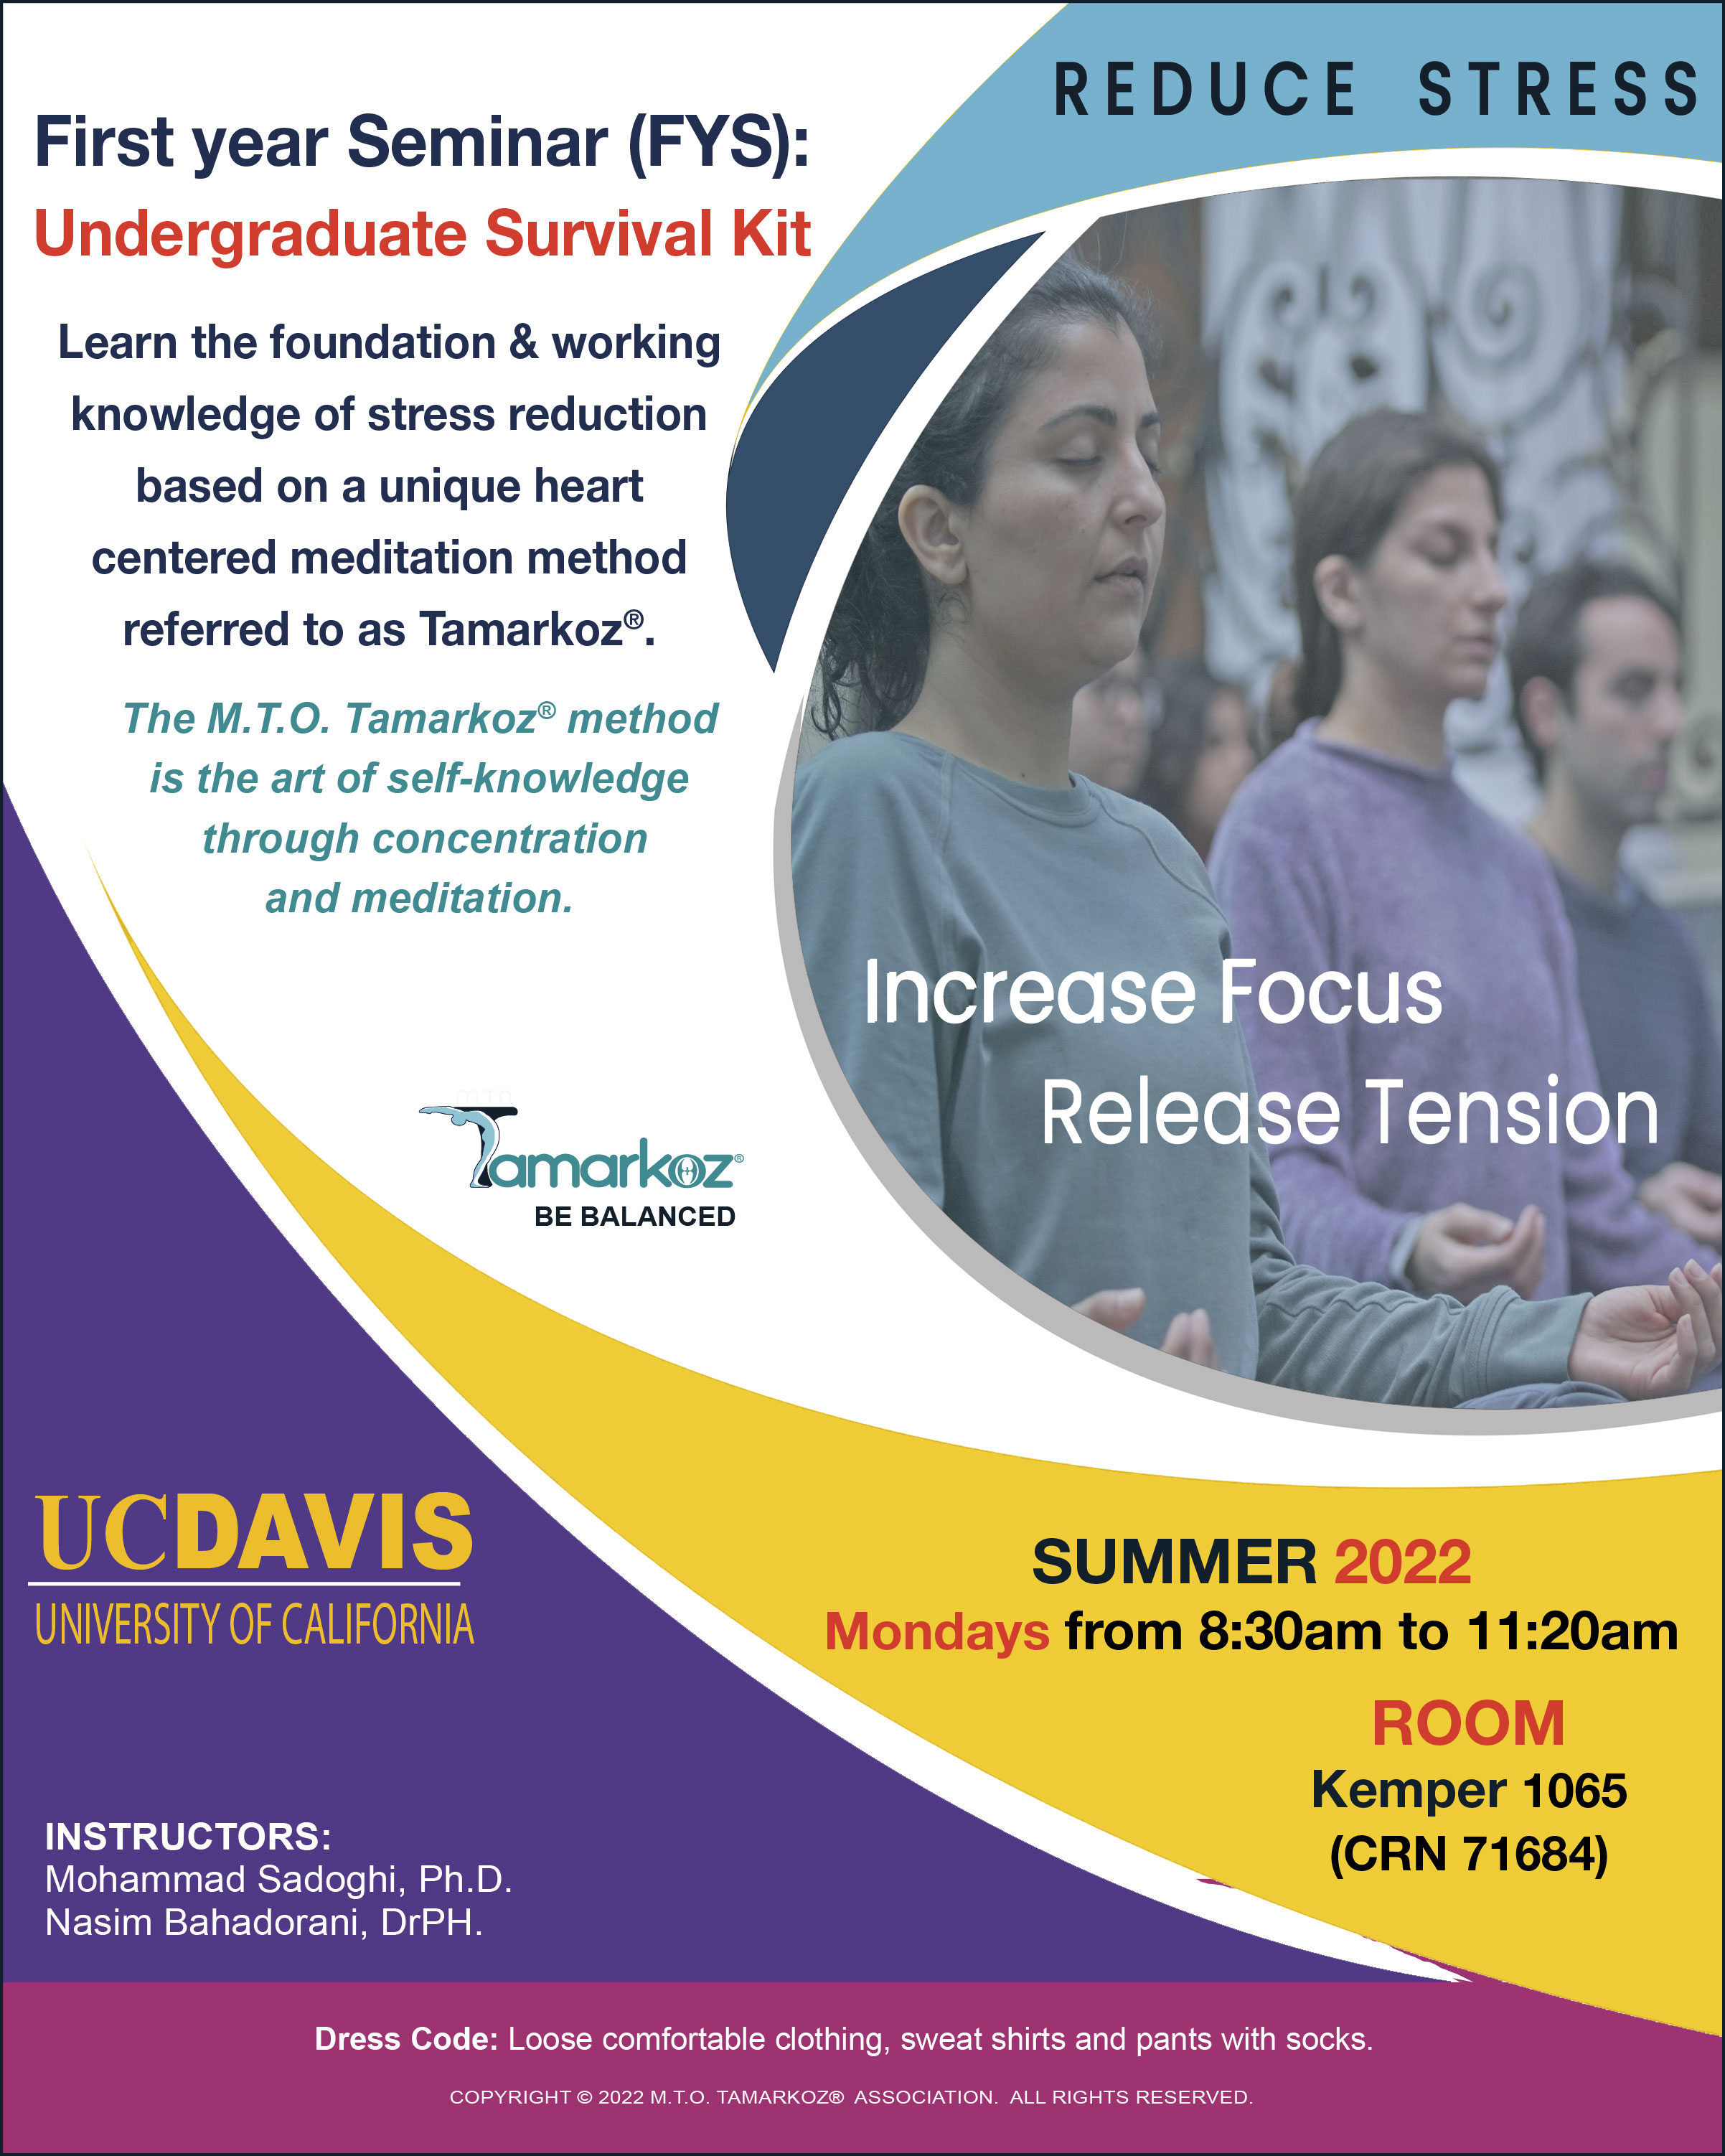 REDUCE STRESS
First year Seminar (FYS):
Undergraduate Survival Kit
Learn the foundation & working
knowledge of stress reduction
based on a unique heart
centered meditation method
referred to as Tamarkoz®.
The M.T.O. Tamarkoz® method
is the art of self-knowledge
through concentration
and meditation.
Increase Focus
Release Tension
M.T.O
Tamarkoz®
BE BALANCED
UCDAVIS
UNIVERSITY OF CALIFORNIA
SUMMER 2022
Mondays from 8:30am to 11:20am
ROOM
Kemper 1065
(CRN 71684)
INSTRUCTORS:
Mohammad Sadoghi, Ph.D.
Nasim Bahadorani, DrPH.
Dress Code: Loose comfortable clothing, sweat shirts and pants with socks.
COPYRIGHT © 2022 M.T.O. TAMARKOZ® ASSOCIATION. ALL RIGHTS RESERVED.